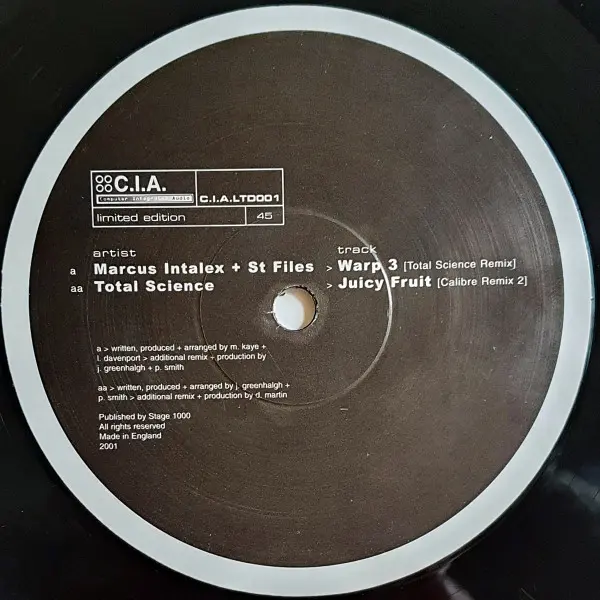 C.I.A.
Computer Integrated Audio
C.I.A.LTD001
limited edition 45
artist track
a Marcus Intalex + St Files > Warp 3 [Total Science Remix]
aa Total Science > Juicy Fruit [Calibre Remix 2]
a > written, produced + arranged by m. kaye +
l. davenport > additional remix + production by
j. greenhalgh + p. smith
aa > written, produced + arranged by j. greenhalgh +
p. smith > additional remix + production by d. martin
Published by Stage 1000
All rights reserved
Made in England
2001